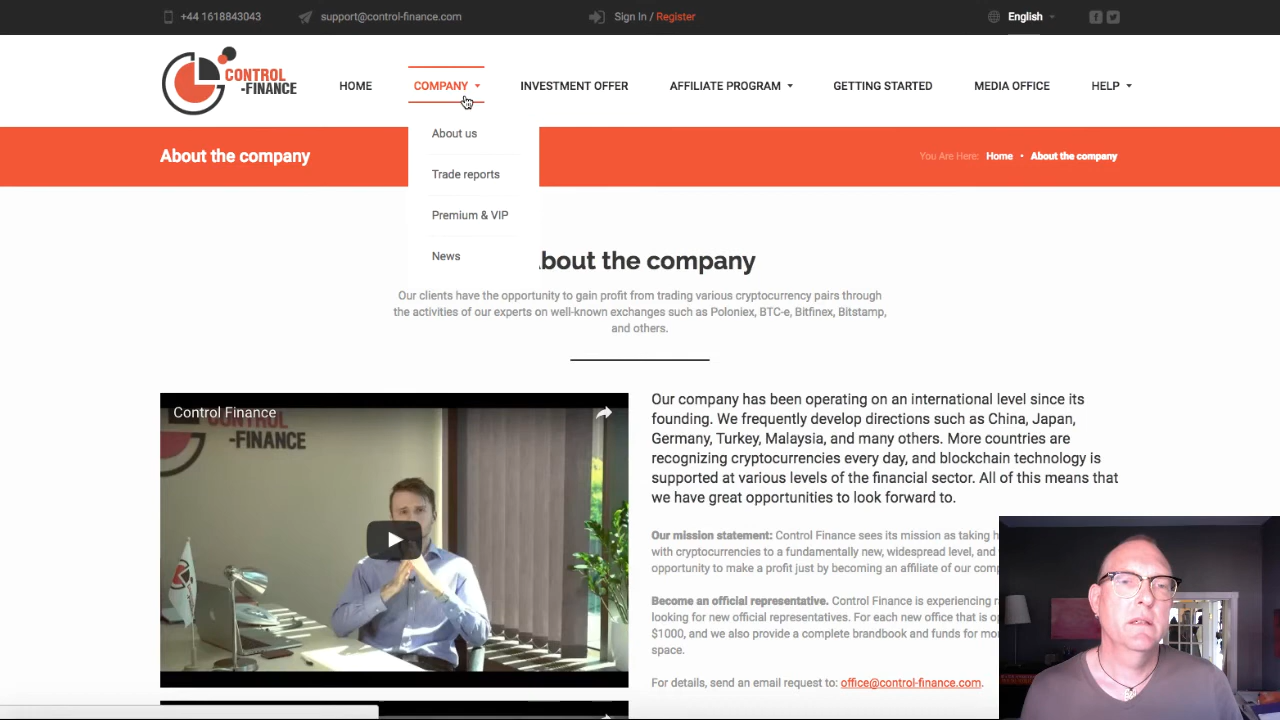 +44 1618843043
support@control-finance.com
Sign In / Register
English
CONTROL
-FINANCE
HOME
COMPANY
INVESTMENT OFFER
AFFILIATE PROGRAM
GETTING STARTED
MEDIA OFFICE
HELP
About us
Trade reports
Premium & VIP
News
About the company
You Are Here: Home • About the company
bout the company
Our clients have the opportunity to gain profit from trading various cryptocurrency pairs through
the activities of our experts on well-known exchanges such as Poloniex, BTC-e, Bitfinex, Bitstamp,
and others.
Control Finance
-FINANCE
Our company has been operating on an international level since its
founding. We frequently develop directions such as China, Japan,
Germany, Turkey, Malaysia, and many others. More countries are
recognizing cryptocurrencies every day, and blockchain technology is
supported at various levels of the financial sector. All of this means that
we have great opportunities to look forward to.
Our mission statement: Control Finance sees its mission as taking
with cryptocurrencies to a fundamentally new, widespread level, and
opportunity to make a profit just by becoming an affiliate of our
Become an official representative. Control Finance is experiencing
looking for new official representatives. For each new office that is
$1000, and we also provide a complete brandbook and funds for
space.
For details, send an email request to: office@control-finance.com.